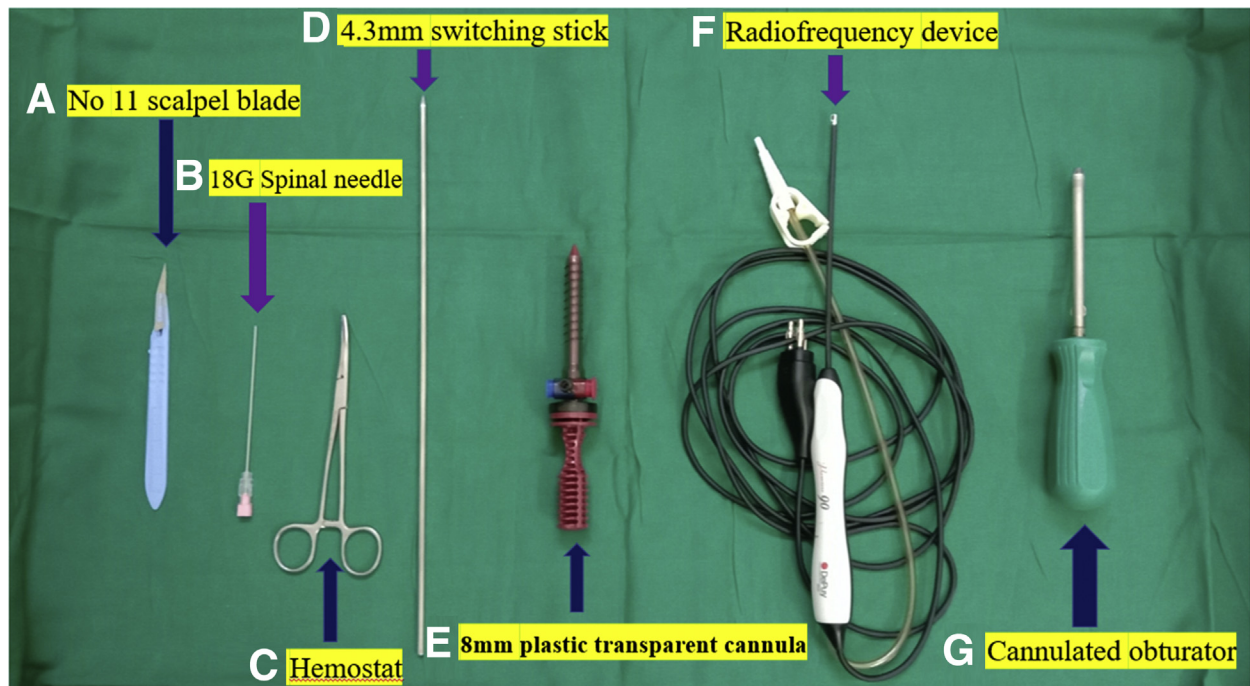 A No 11 scalpel blade
B 18G Spinal needle
C Hemostat
D 4.3mm switching stick
E 8mm plastic transparent cannula
F Radiofrequency device
90
DePuy
G Cannulated obturator